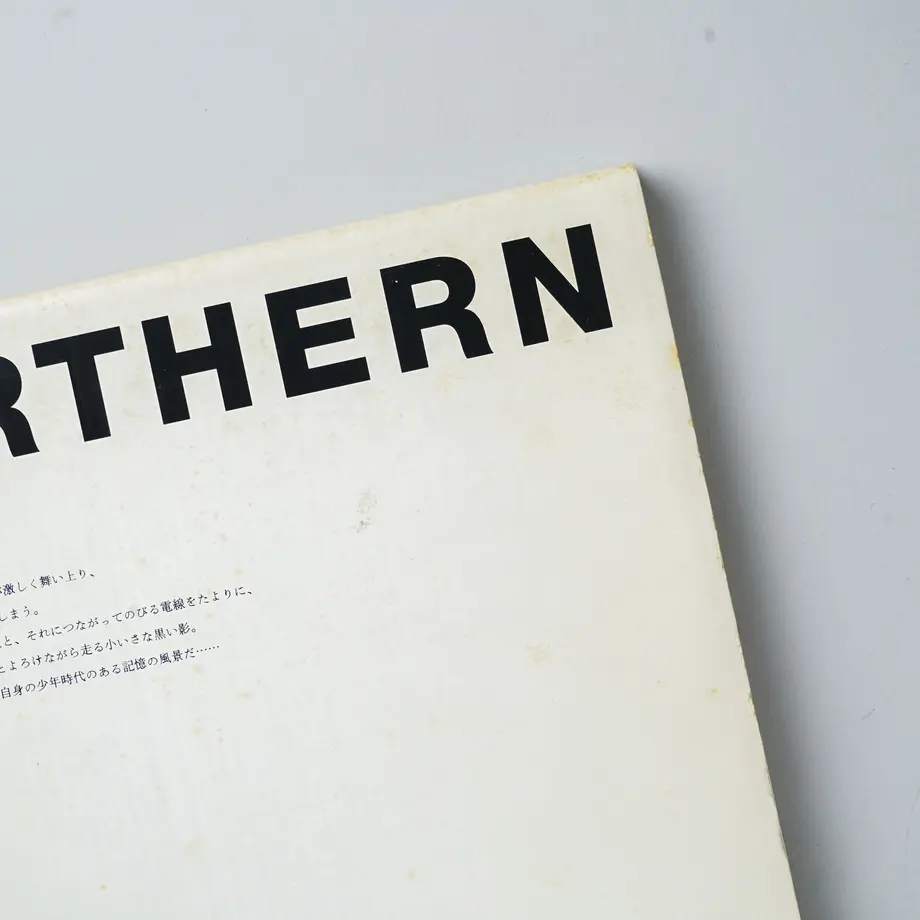 RTHERN
激しく舞い上り、
しまう。
と、それにつながってのびる電線をたよりに、
とよろけながら走る小いさな黒い影。
自身の少年時代のある記憶の風景だ……